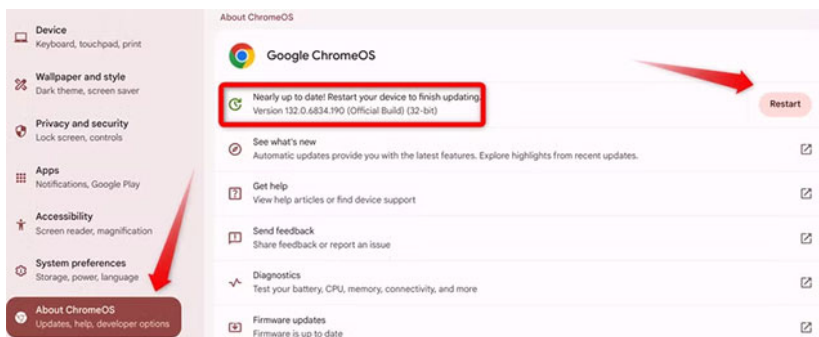 Device
Keyboard, touchpad, print
Wallpaper and style
Dark theme, screen saver
Privacy and security
Lock screen, controls
Apps
Notifications, Google Play
Accessibility
Screen reader, magnification
System preferences
Storage, power, language
About ChromeOS
Updates, help, developer options
About ChromeOS
Google ChromeOS
Nearly up to date! Restart your device to finish updating.
Version 132.0.6834.190 (Official Build) (32-bit)
Restart
See what's new
Automatic updates provide you with the latest features. Explore highlights from recent updates.
Get help
View help articles or find device support
Send feedback
Share feedback or report an issue
Diagnostics
Test your battery, CPU, memory, connectivity, and more
Firmware updates
Firmware is up to date